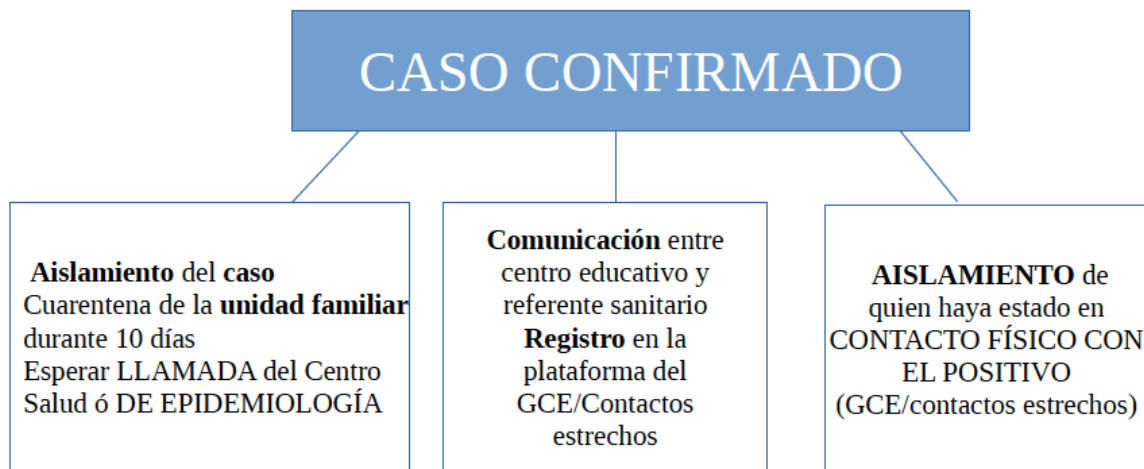 CASO CONFIRMADO
Aislamiento del caso
Cuarentena de la unidad familiar
durante 10 días
Esperar LLAMADA del Centro
Salud ó DE EPIDEMIOLOGÍA
Comunicación entre
centro educativo y
referente sanitario
Registro en la
plataforma del
GCE/Contactos
estrechos
AISLAMIENTO de
quien haya estado en
CONTACTO FÍSICO CON
EL POSITIVO
(GCE/contactos estrechos)